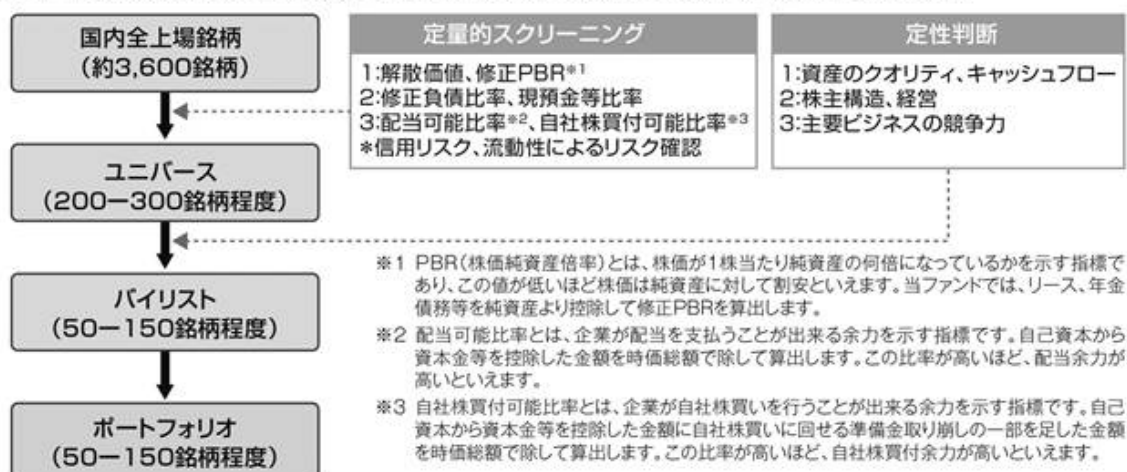 国内全上場銘柄
(約3,600銘柄)
定量的スクリーニング
1:解散価値、修正PBR※1
2:修正負債比率、現預金等比率
3:配当可能比率※2、自社株買付可能比率※3
*信用リスク、流動性によるリスク確認
定性判断
1:資産のクオリティ、キャッシュフロー
2:株主構造、経営
3:主要ビジネスの競争力
ユニバース
(200ー300銘柄程度)
バイリスト
(50ー150銘柄程度)
ポートフォリオ
(50ー150銘柄程度)
※1 PBR(株価純資産倍率)とは、株価が1株当たり純資産の何倍になっているかを示す指標で
あり、この値が低いほど株価は純資産に対して割安といえます。当ファンドでは、リース、年金
債務等を純資産より控除して修正PBRを算出します。
※2 配当可能比率とは、企業が配当を支払うことが出来る余力を示す指標です。自己資本から
資本金等を控除した金額を時価総額で除して算出します。この比率が高いほど、配当余力が
高いといえます。
※3 自社株買付可能比率とは、企業が自社株買いを行うことが出来る余力を示す指標です。自己
資本から資本金等を控除した金額に自社株買いに回せる準備金取り崩しの一部を足した金額
を時価総額で除して算出します。この比率が高いほど、自社株買付余力が高いといえます。